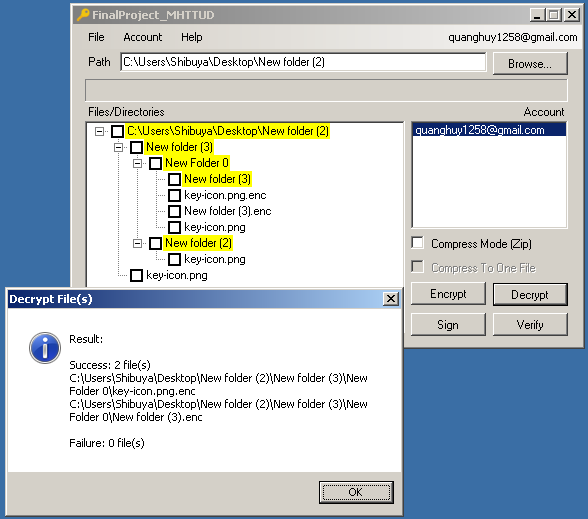 FinalProject_MHTTUD
File Account Help quanghuy1258@gmail.com
Path C:\Users\Shibuya\Desktop\New folder (2) Browse...
Files/Directories Account
C:\Users\Shibuya\Desktop\New folder (2)
New folder (3)
New Folder 0
New folder (3)
key-icon.png.enc
New folder (3).enc
key-icon.png
New folder (2)
key-icon.png
key-icon.png
quanghuy1258@gmail.com
Compress Mode (Zip)
Compress To One File
Encrypt Decrypt
Sign Verify
Decrypt File(s)
Result:
Success: 2 file(s)
C:\Users\Shibuya\Desktop\New folder (2)\New folder (3)\New
Folder 0\key-icon.png.enc
C:\Users\Shibuya\Desktop\New folder (2)\New folder (3)\New
Folder 0\New folder (3).enc
Failure: 0 file(s)
OK